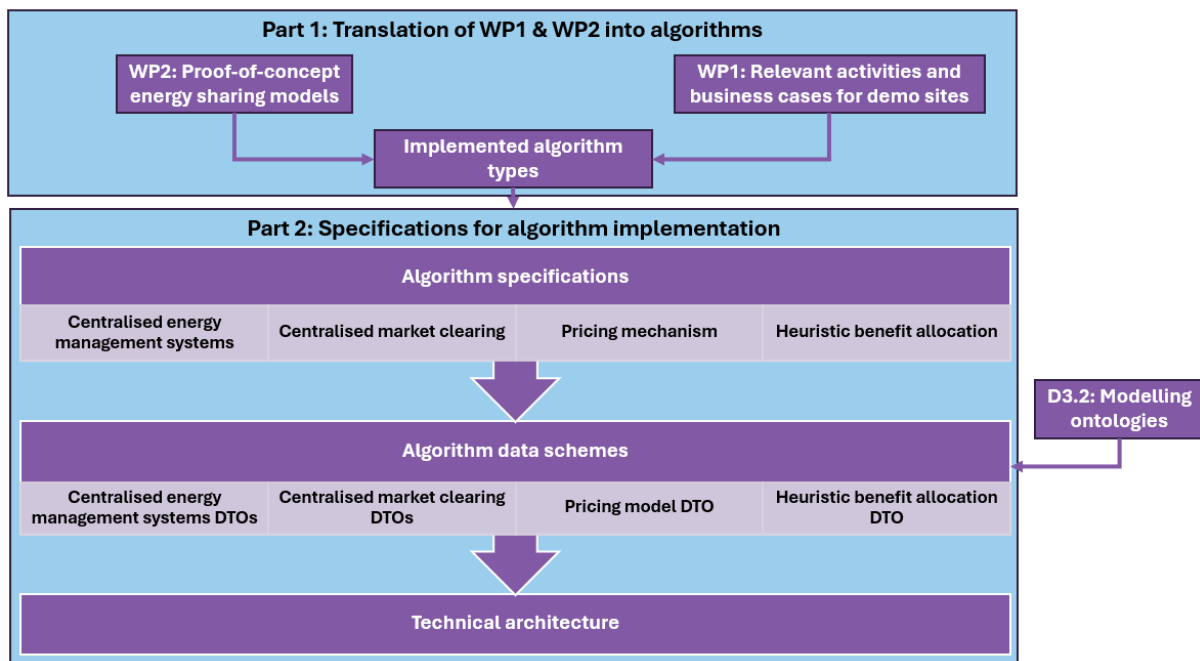 Part 1: Translation of WP1 & WP2 into algorithms
WP2: Proof-of-concept
energy sharing models
WP1: Relevant activities and
business cases for demo sites
Implemented algorithm
types
Part 2: Specifications for algorithm implementation
Algorithm specifications
Centralised energy
management systems
Centralised market clearing
Pricing mechanism
Heuristic benefit allocation
D3.2: Modelling
ontologies
Algorithm data schemes
Centralised energy
management systems DTOs
Centralised market clearing
DTOs
Pricing model DTO
Heuristic benefit allocation
DTO
Technical architecture